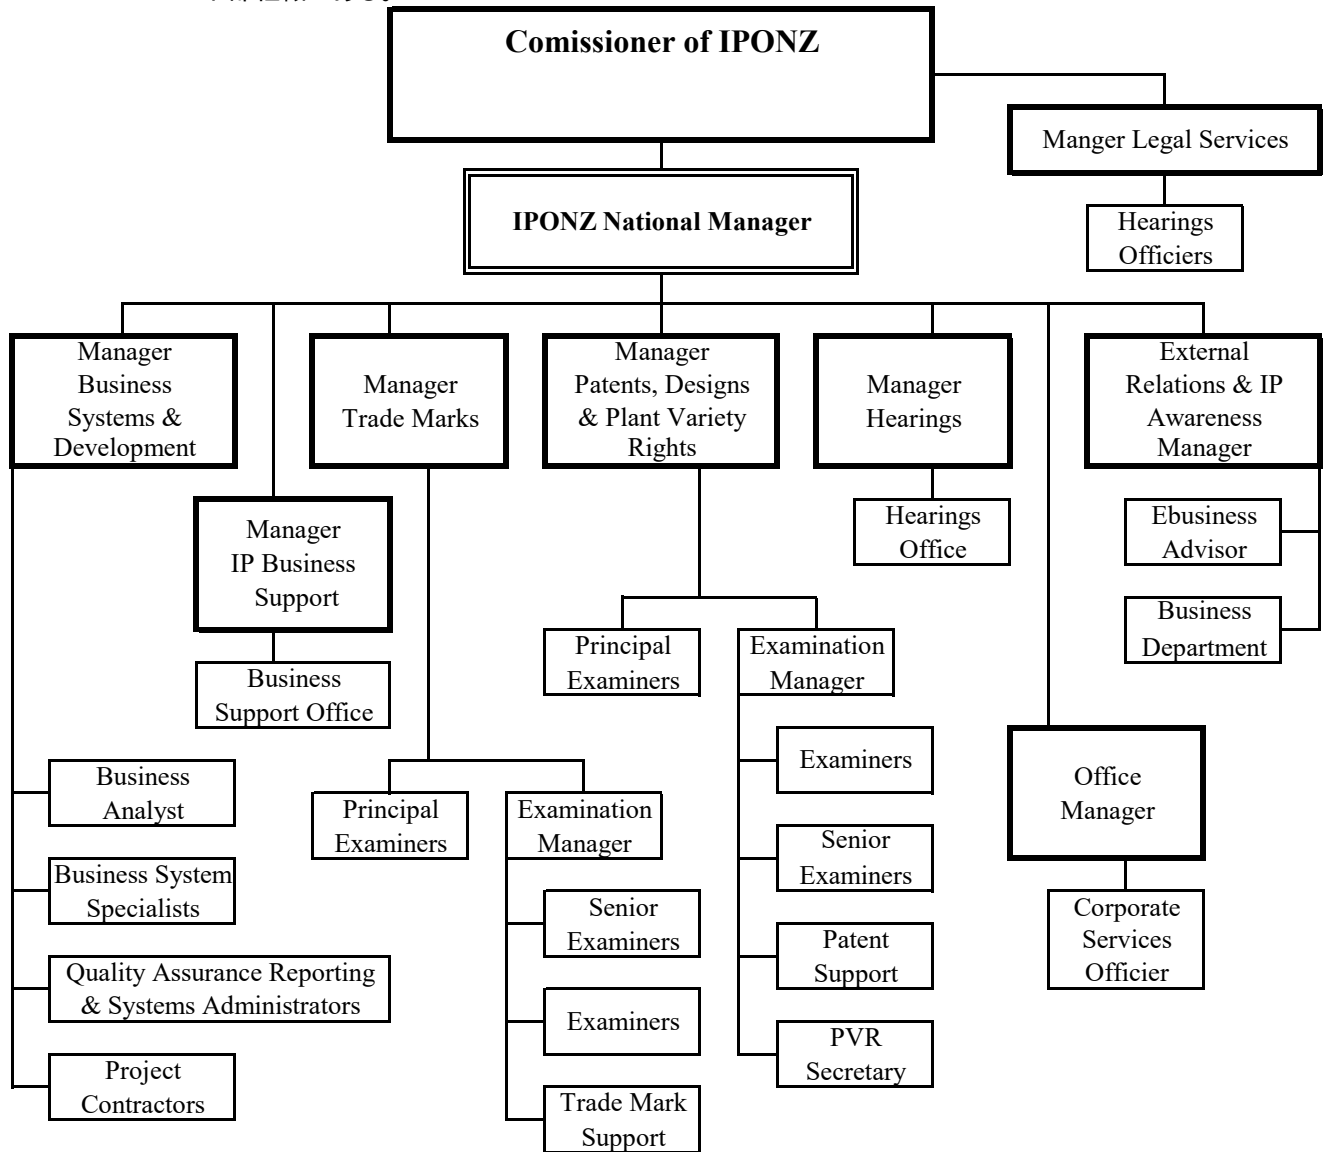 Comissioner of IPONZ
Manger Legal Services
Hearings
Officiers
IPONZ National Manager
Manager
Business
Systems &
Development
Manager
Trade Marks
Manager
Patents, Designs
& Plant Variety
Rights
Manager
Hearings
External
Relations & IP
Awareness
Manager
Manager
IP Business
Support
Hearings
Office
Ebusiness
Advisor
Business
Department
Principal
Examiners
Examination
Manager
Business
Support Office
Examiners
Office
Manager
Business
Analyst
Principal
Examiners
Examination
Manager
Senior
Examiners
Business System
Specialists
Senior
Examiners
Corporate
Services
Officier
Patent
Support
Quality Assurance Reporting
& Systems Administrators
Examiners
PVR
Secretary
Project
Contractors
Trade Mark
Support